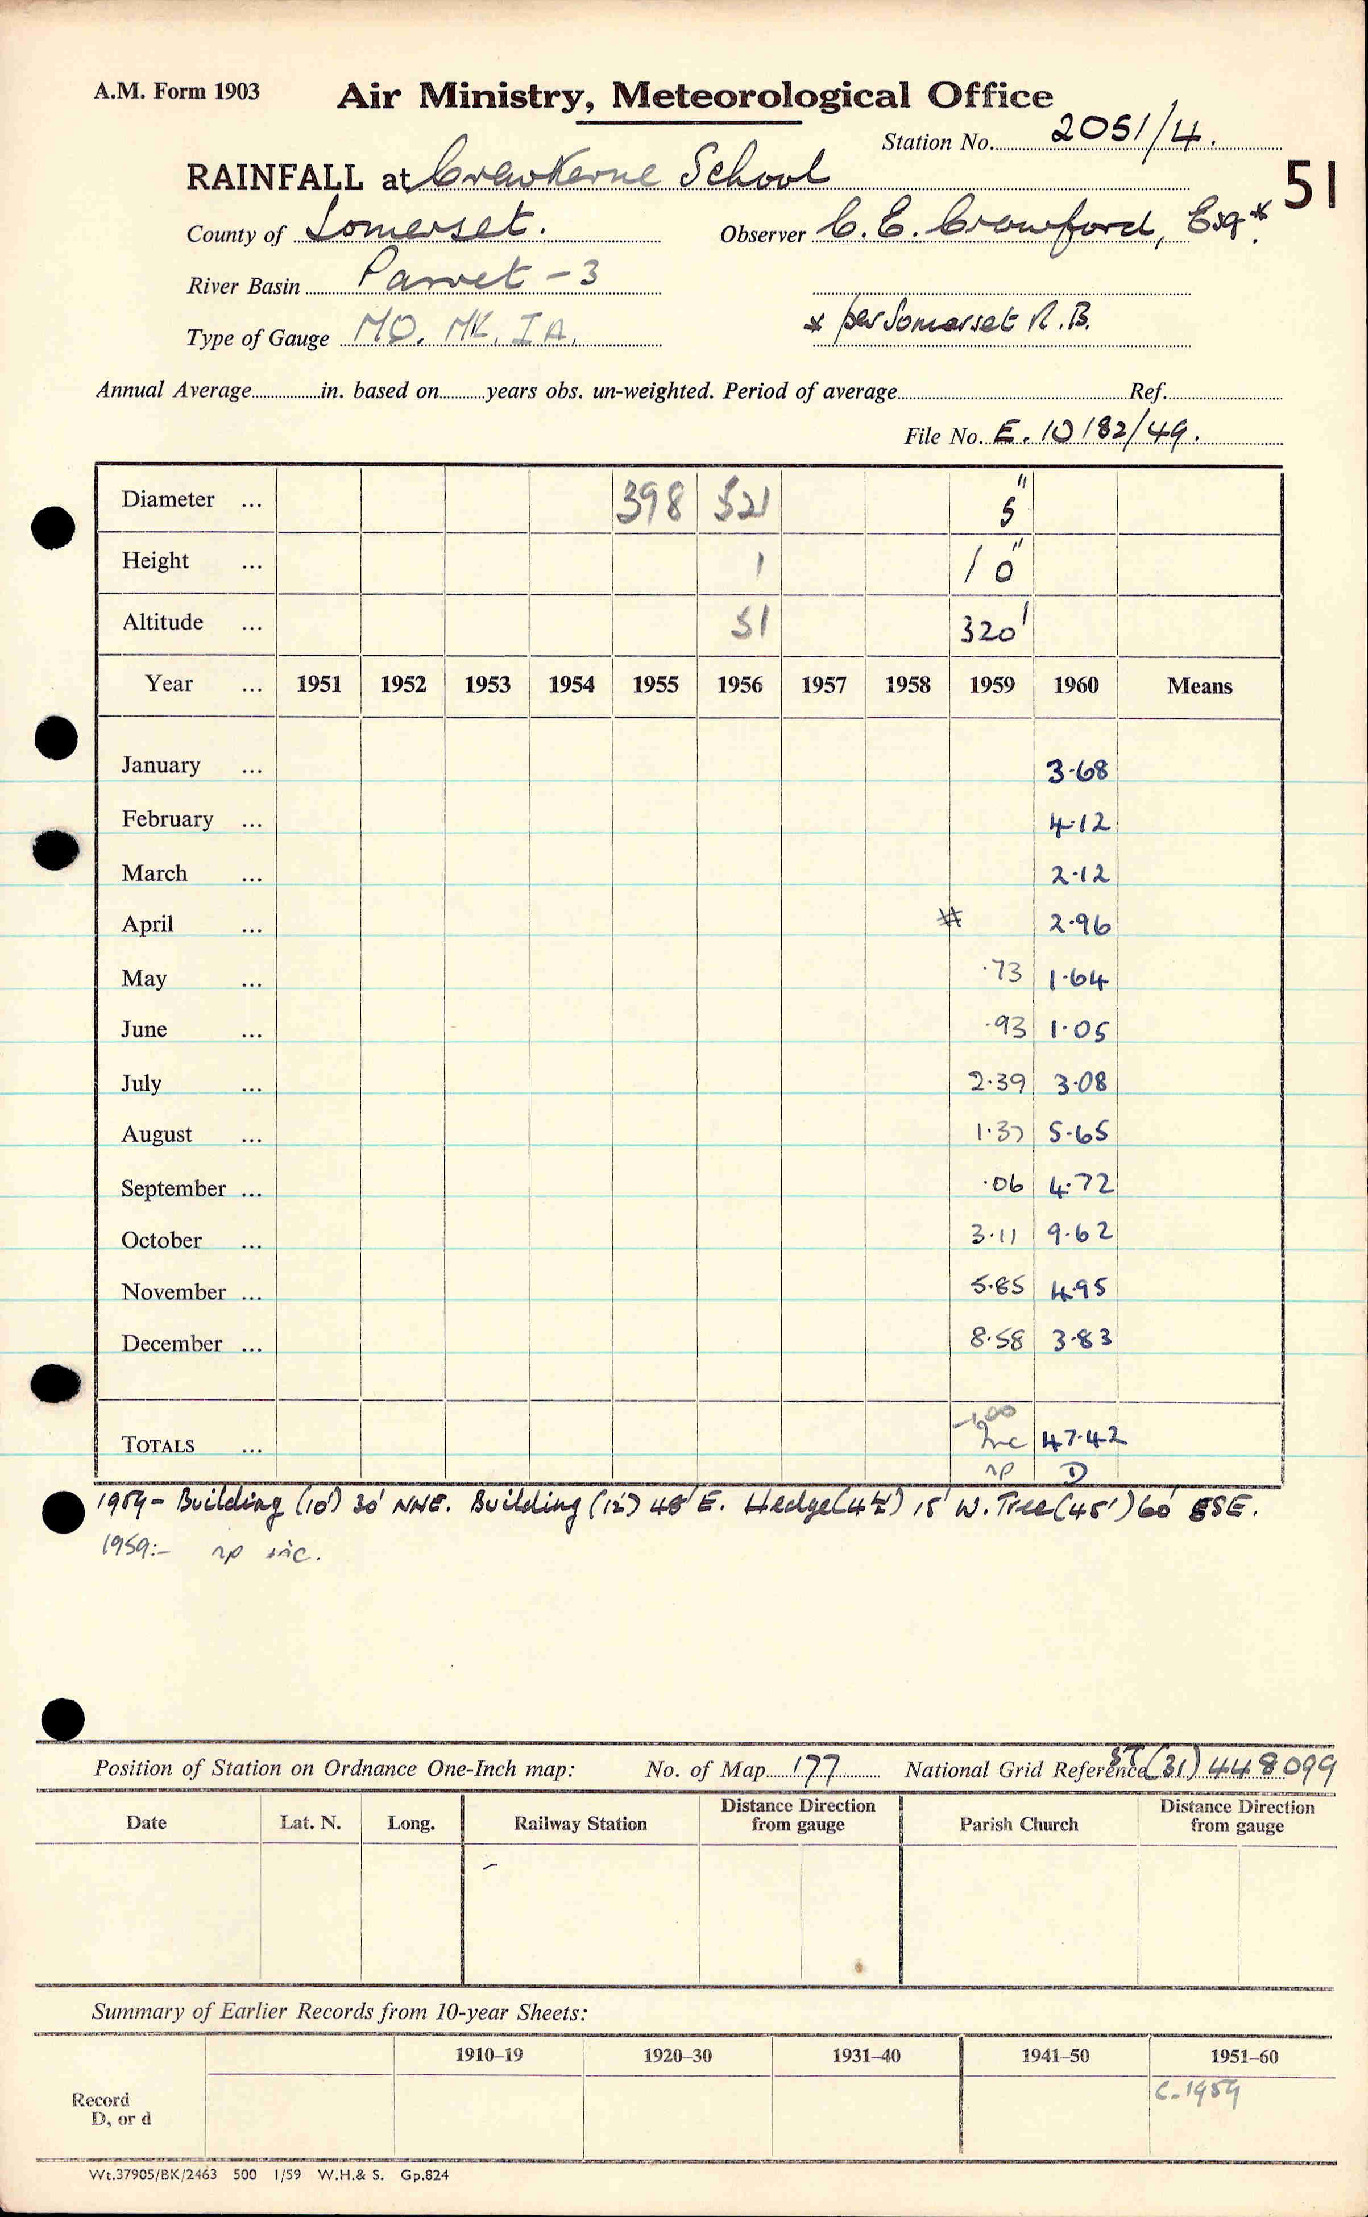 A.M. Form 1903 Air Ministry, Meteorological Office
Station No. 2051/4.
RAINFALL at Crewkerne School 51
County of Somerset. Observer C. E. Crawford, Esq*
River Basin Parret - 3
Type of Gauge MO. MK. IA. * per Somerset R.B.
Annual Average in. based on years obs. un-weighted. Period of average Ref.
File No. E. 10182/49.
Diameter ... 398 521 5"
Height ... 1 10"
Altitude ... 51 320'
Year ... 1951 1952 1953 1954 1955 1956 1957 1958 1959 1960 Means
January ... 3.68
February ... 4.12
March ... 2.12
April ... 2.96
May ... .73 1.64
June ... .93 1.05
July ... 2.39 3.08
August ... 1.37 5.65
September ... .06 4.72
October ... 3.11 9.62
November ... 5.85 4.95
December ... 8.58 3.83
TOTALS ... Inc 47.42
np D
1959- Building (10') 30' NNE. Building (12') 48' E. Hedge (4½') 15' W. Tree (45') 60' ESE.
1959:- np inc.
Position of Station on Ordnance One-Inch map: No. of Map 177 National Grid Reference ST (31) 448099
Date Lat. N. Long. Railway Station Distance Direction from gauge Parish Church Distance Direction from gauge
Summary of Earlier Records from 10-year Sheets:
1910–19 1920–30 1931–40 1941–50 1951–60
Record D, or d C-1959
Wt.37905/BK/2463 500 1/59 W.H.& S. Gp.824